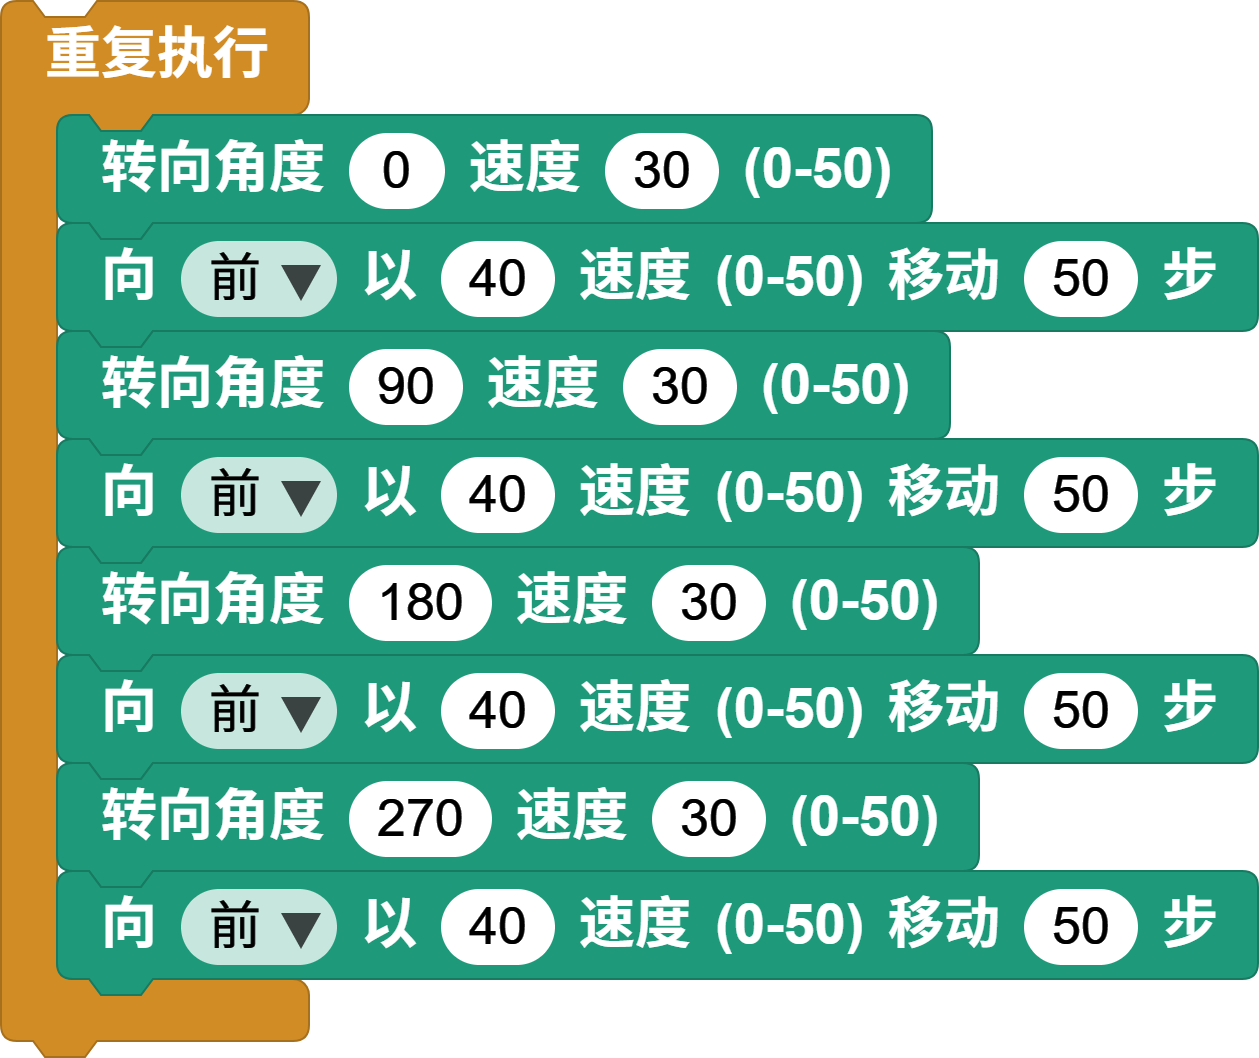 重复执行
转向角度 0 速度 30 (0-50)
向 前 以 40 速度 (0-50) 移动 50 步
转向角度 90 速度 30 (0-50)
向 前 以 40 速度 (0-50) 移动 50 步
转向角度 180 速度 30 (0-50)
向 前 以 40 速度 (0-50) 移动 50 步
转向角度 270 速度 30 (0-50)
向 前 以 40 速度 (0-50) 移动 50 步